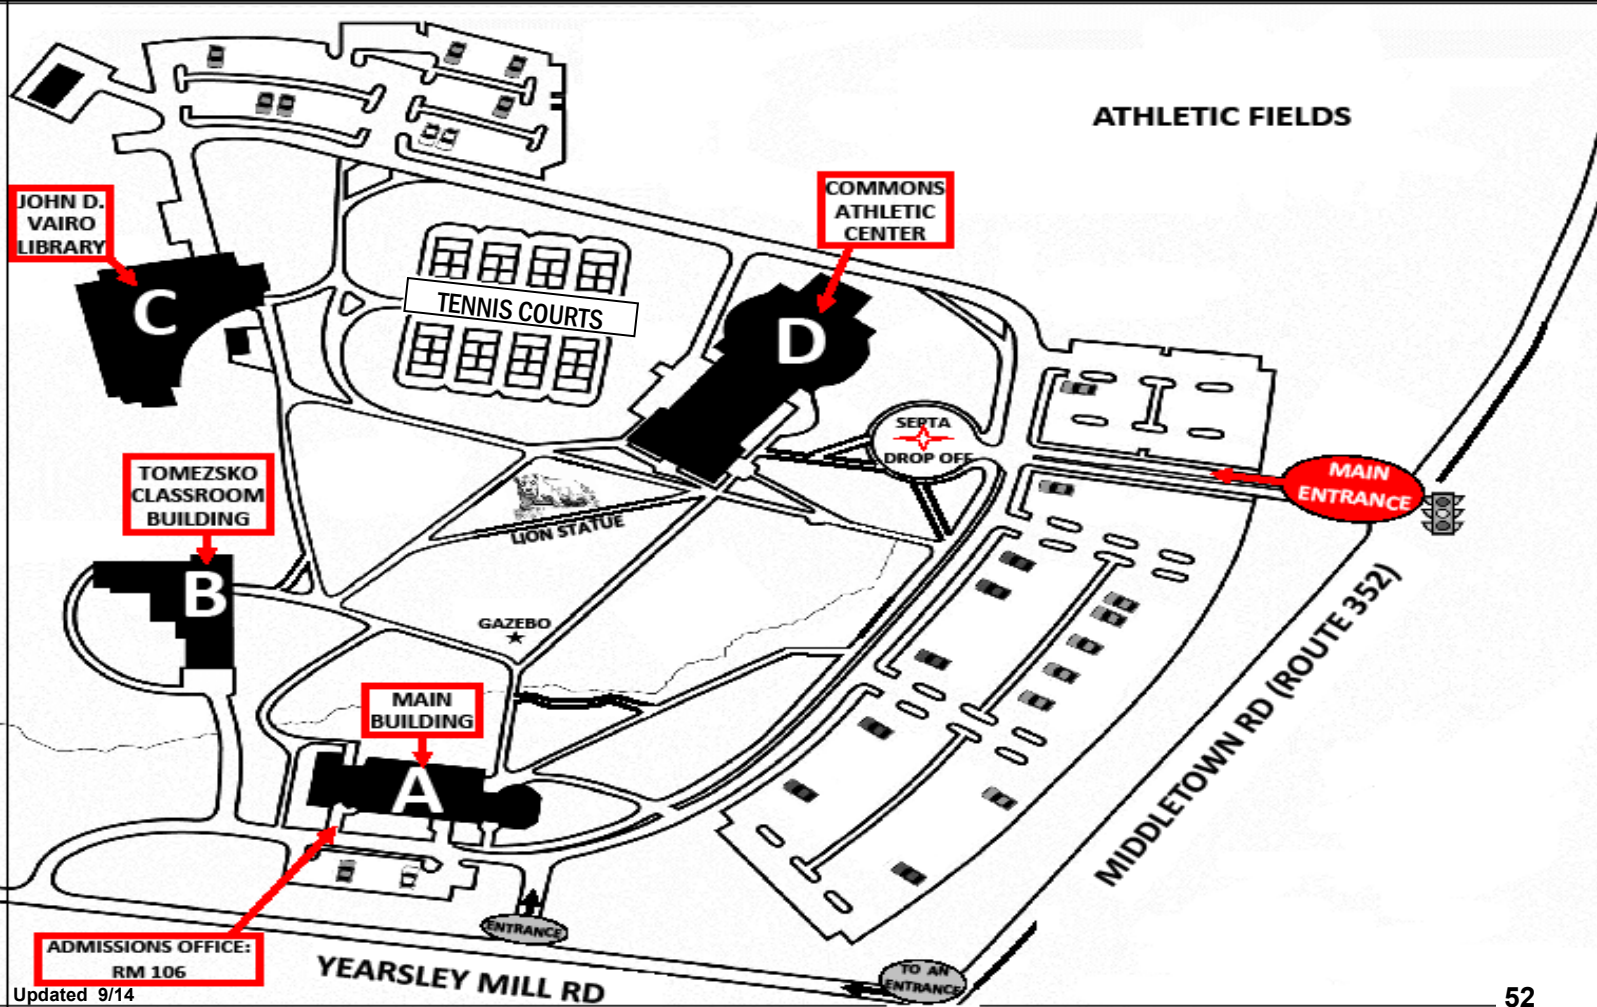 ATHLETIC FIELDS
COMMONS
ATHLETIC
CENTER
JOHN D.
VAIRO
LIBRARY
C
TENNIS COURTS
D
SEPTA
DROP OFF
MAIN
ENTRANCE
TOMEZSKO
CLASSROOM
BUILDING
LION STATUE
B
GAZEBO
MIDDLETOWN RD (ROUTE 352)
MAIN
BUILDING
A
ADMISSIONS OFFICE:
RM 106
ENTRANCE
YEARSLEY MILL RD
TO AN
ENTRANCE
Updated 9/14
52